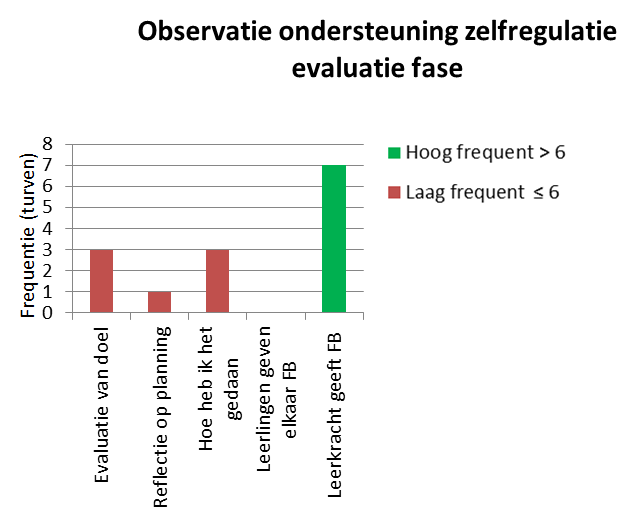 Observatie ondersteuning zelfregulatie
evaluatie fase
Frequentie (turven)
8
7
6
5
4
3
2
1
0
Evaluatie van doel
Reflectie op planning
Hoe heb ik het
gedaan
Leerlingen geven
elkaar FB
Leerkracht geeft FB
Hoog frequent > 6
Laag frequent ≤ 6